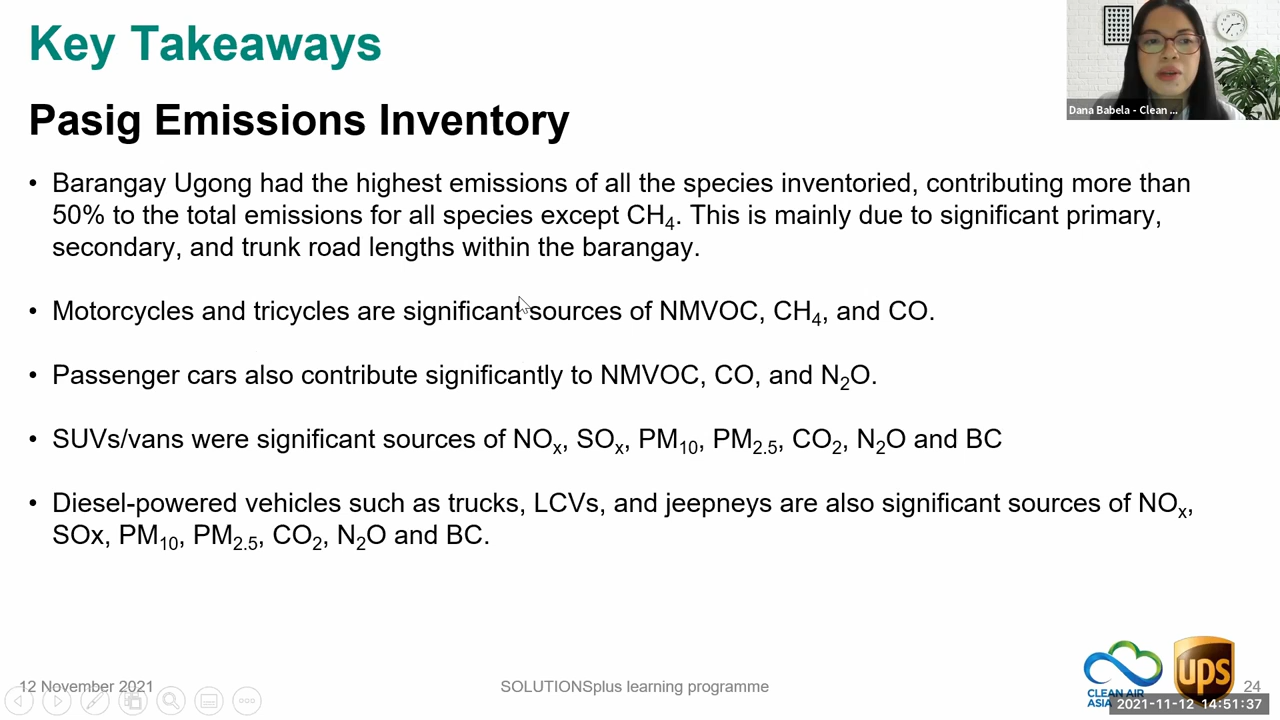 Key Takeaways
Dana Babela - Clean ...
Pasig Emissions Inventory
• Barangay Ugong had the highest emissions of all the species inventoried, contributing more than
50% to the total emissions for all species except CH₄. This is mainly due to significant primary,
secondary, and trunk road lengths within the barangay.
• Motorcycles and tricycles are significant sources of NMVOC, CH₄, and CO.
• Passenger cars also contribute significantly to NMVOC, CO, and N₂O.
• SUVs/vans were significant sources of NOₓ, SOₓ, PM₁₀, PM₂.₅, CO₂, N₂O and BC
• Diesel-powered vehicles such as trucks, LCVs, and jeepneys are also significant sources of NOₓ,
SOx, PM₁₀, PM₂.₅, CO₂, N₂O and BC.
12 November 2021
SOLUTIONSplus learning programme
CLEAN AIR
ASIA
ups
24
2021-11-12 14:51:37